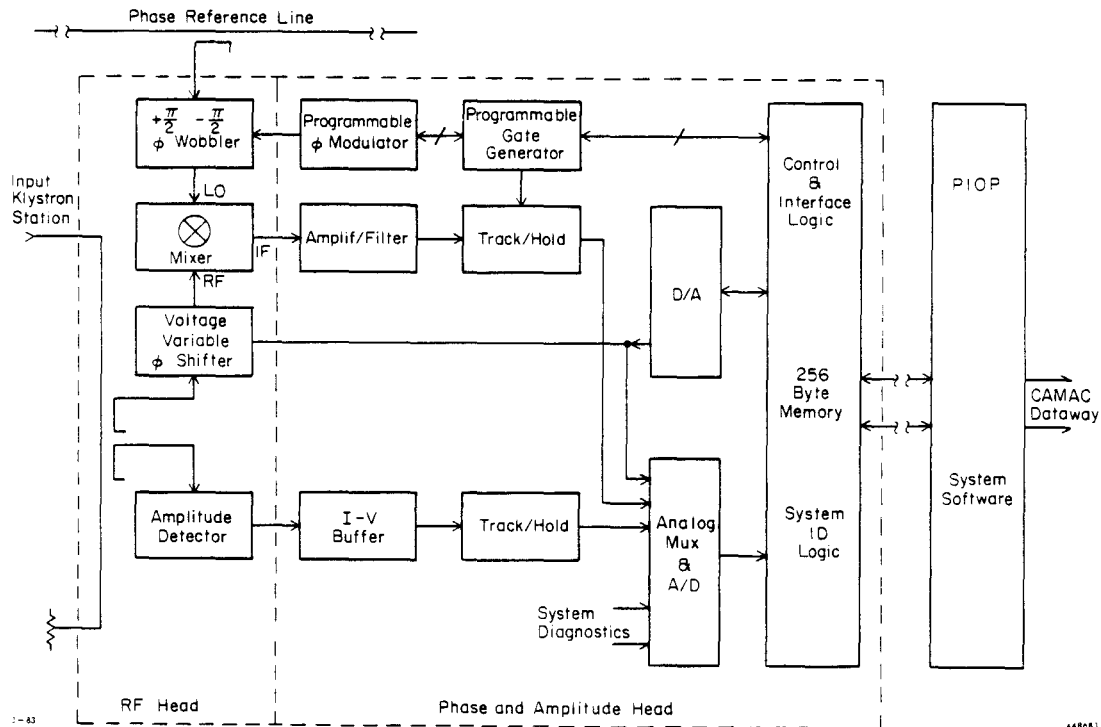 Phase Reference Line
+π/2 −π/2
ϕ Wobbler
Programmable
ϕ Modulator
Programmable
Gate
Generator
Control
&
Interface
Logic
PIOP
Input
Klystron
Station
LO
Mixer
IF
RF
Amplif/Filter
Track/Hold
D/A
Voltage
Variable
ϕ Shifter
256
Byte
Memory
CAMAC
Dataway
Amplitude
Detector
I-V
Buffer
Track/Hold
Analog
Mux
&
A/D
System
ID
Logic
System
Software
System
Diagnostics
RF Head
Phase and Amplitude Head